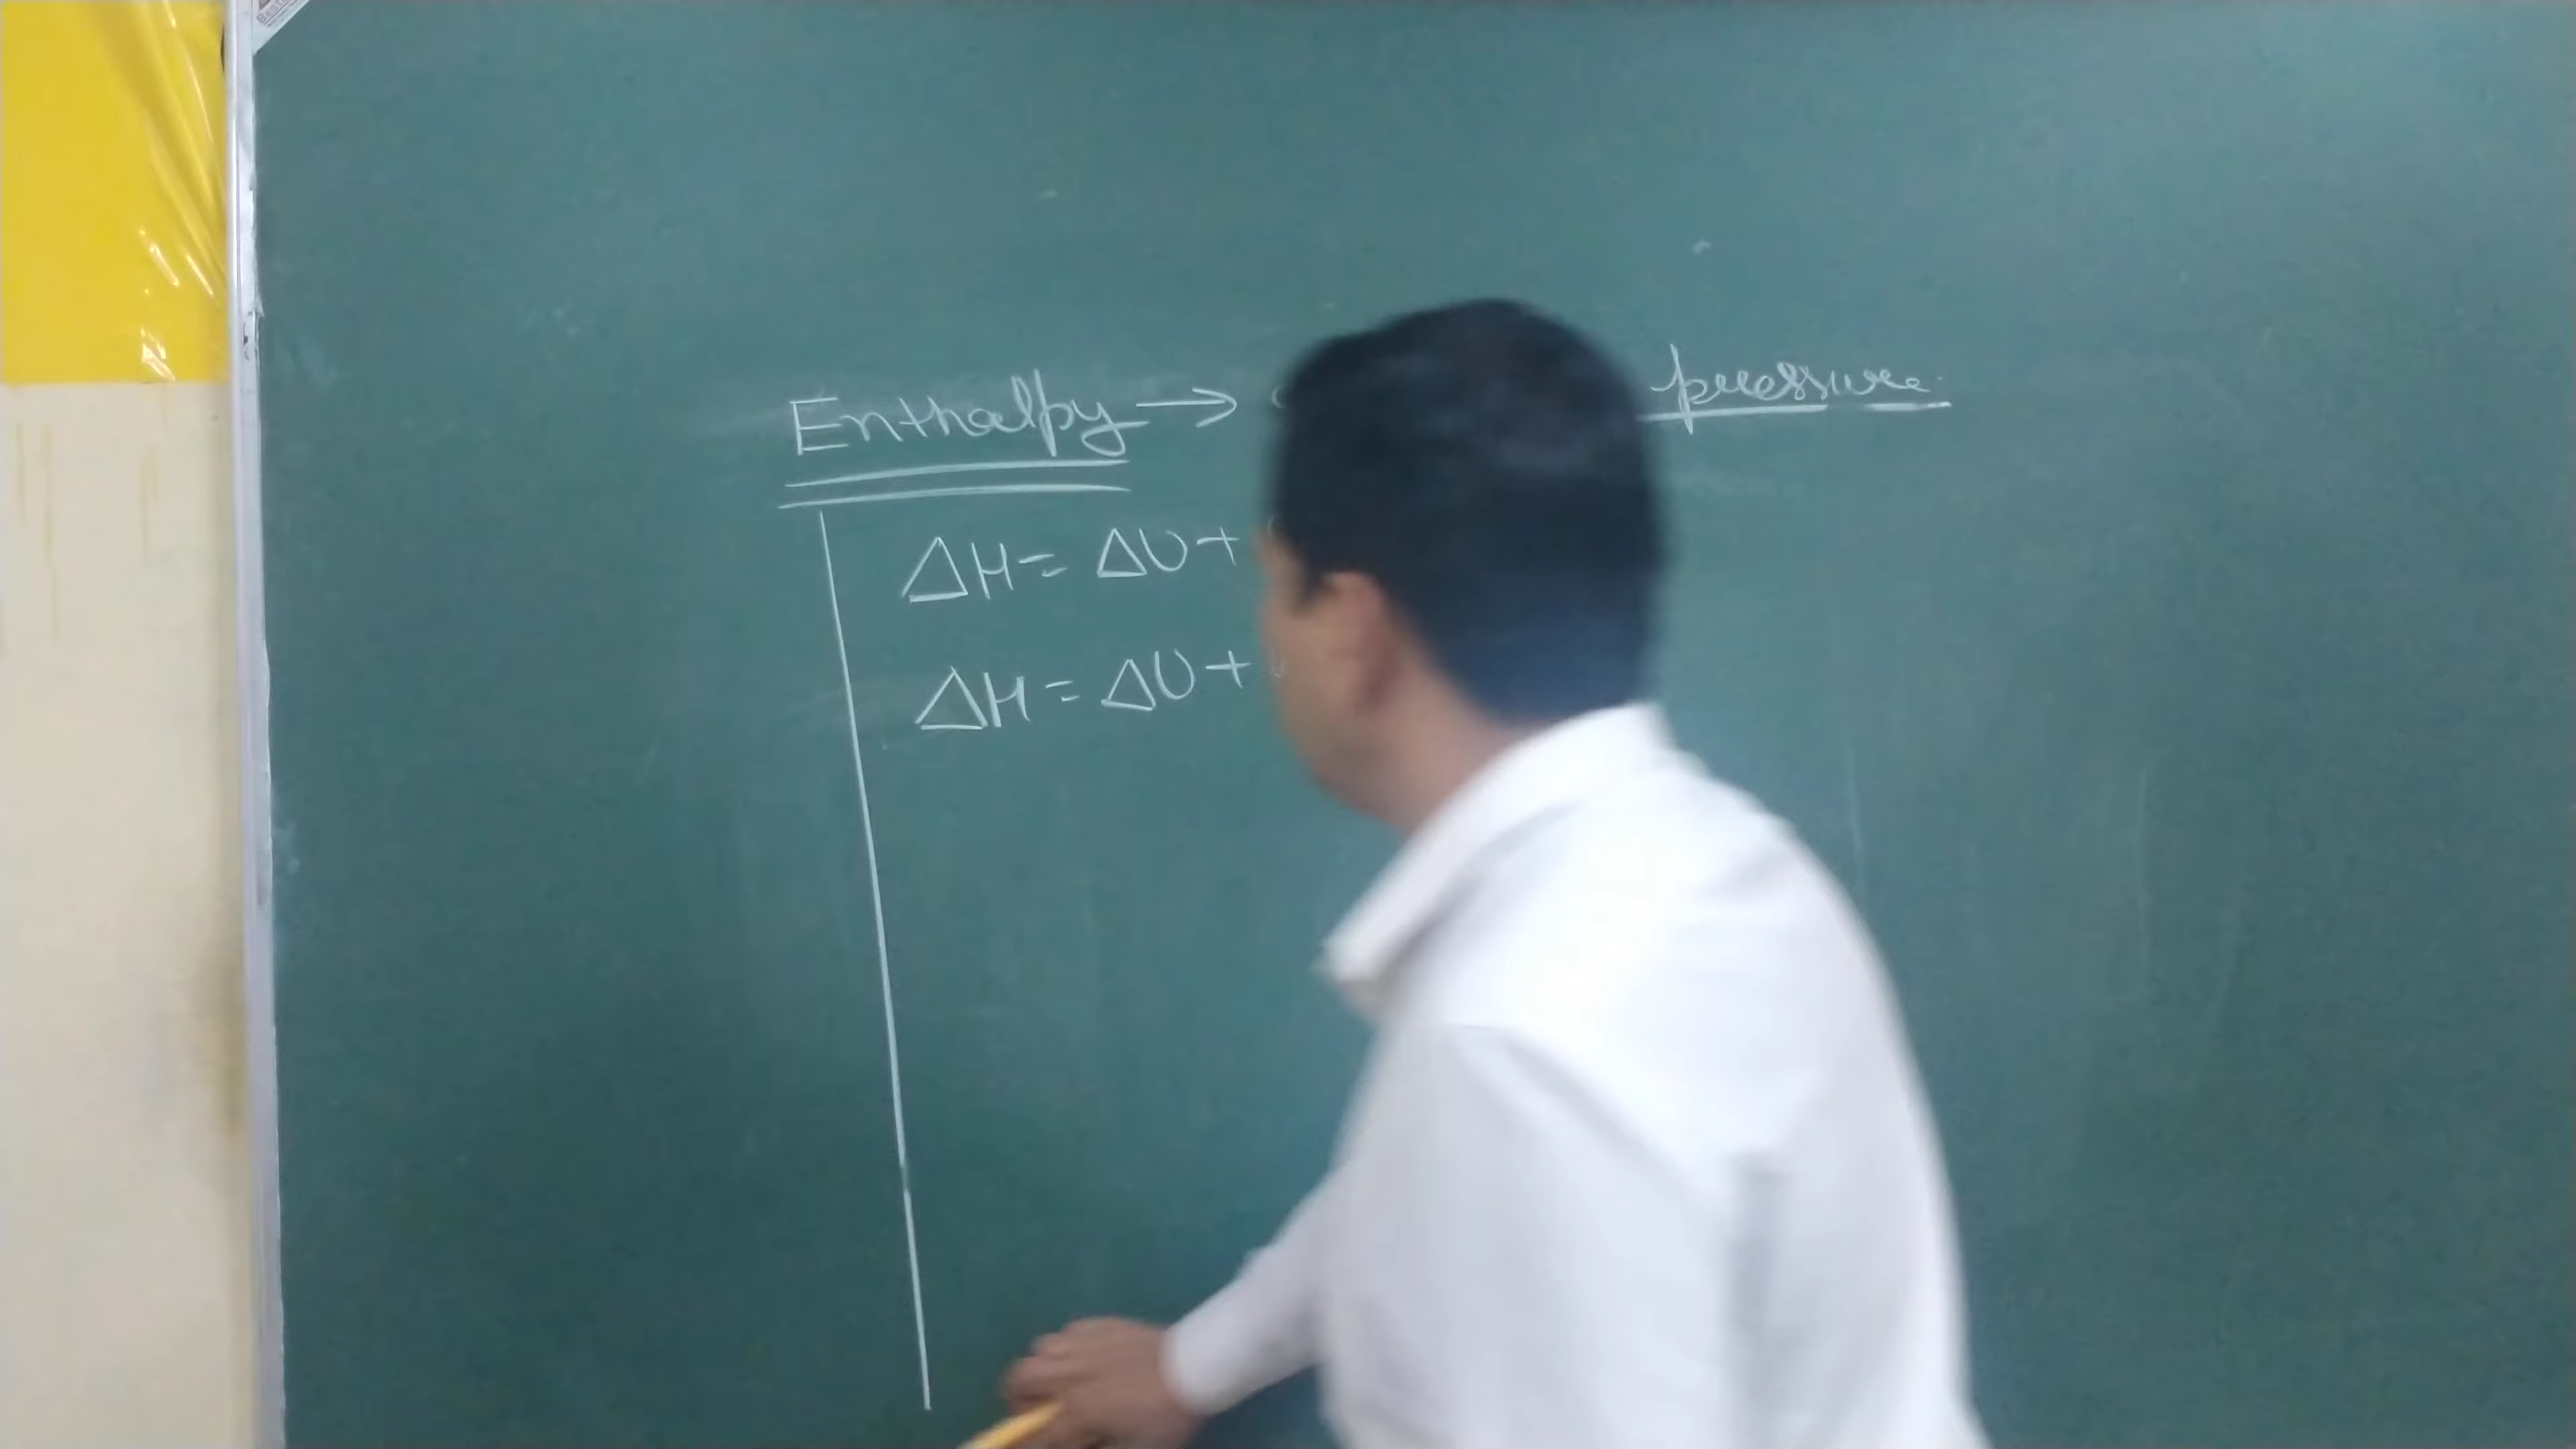 Enthalpy → pressure
ΔH = ΔU +
ΔH = ΔU +